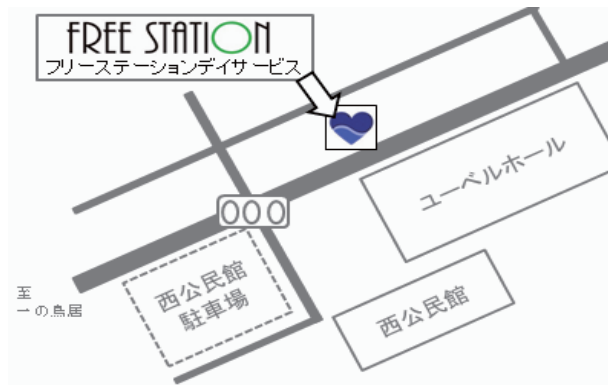 FREE STATION
フリーステーションデイサービス
ユーベルホール
西公民館
駐車場
西公民館
至
一の鳥居